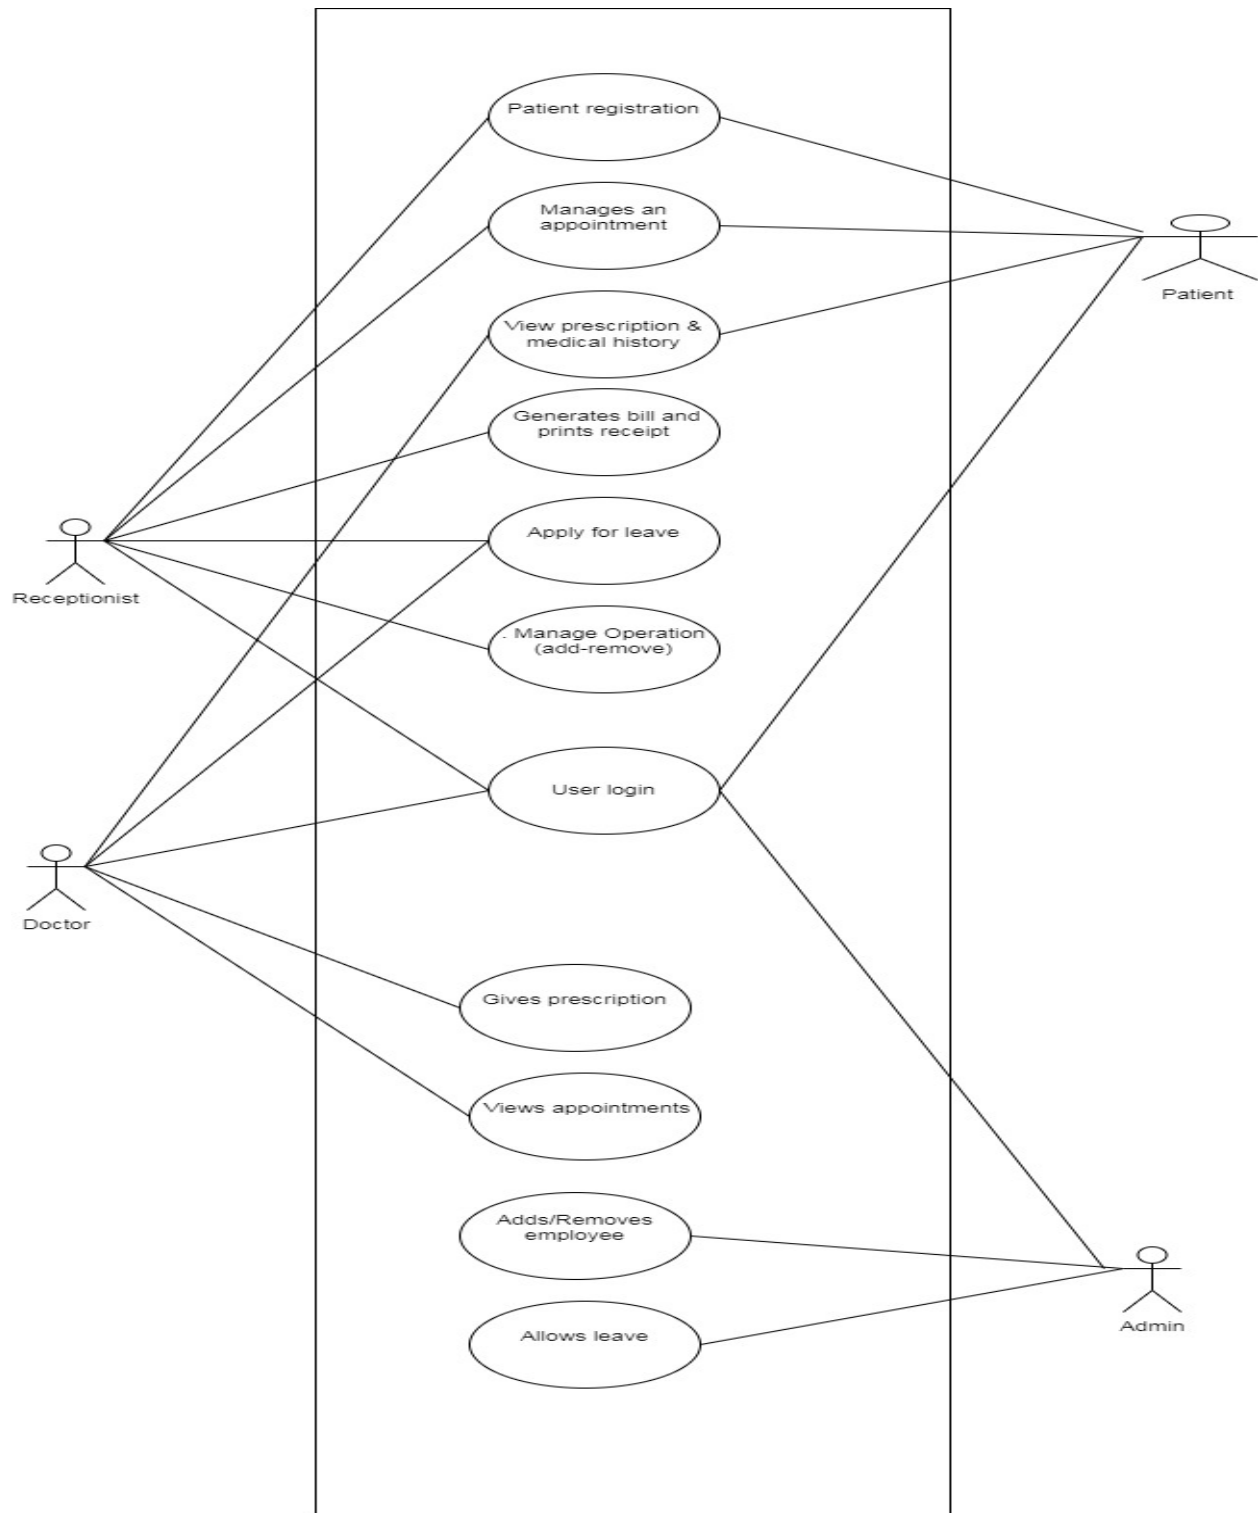 Patient registration
Manages an
appointment
Patient
View prescription &
medical history
Generates bill and
prints receipt
Apply for leave
Receptionist
. Manage Operation
(add-remove)
User login
Doctor
Gives prescription
Views appointments
Adds/Removes
employee
Allows leave
Admin